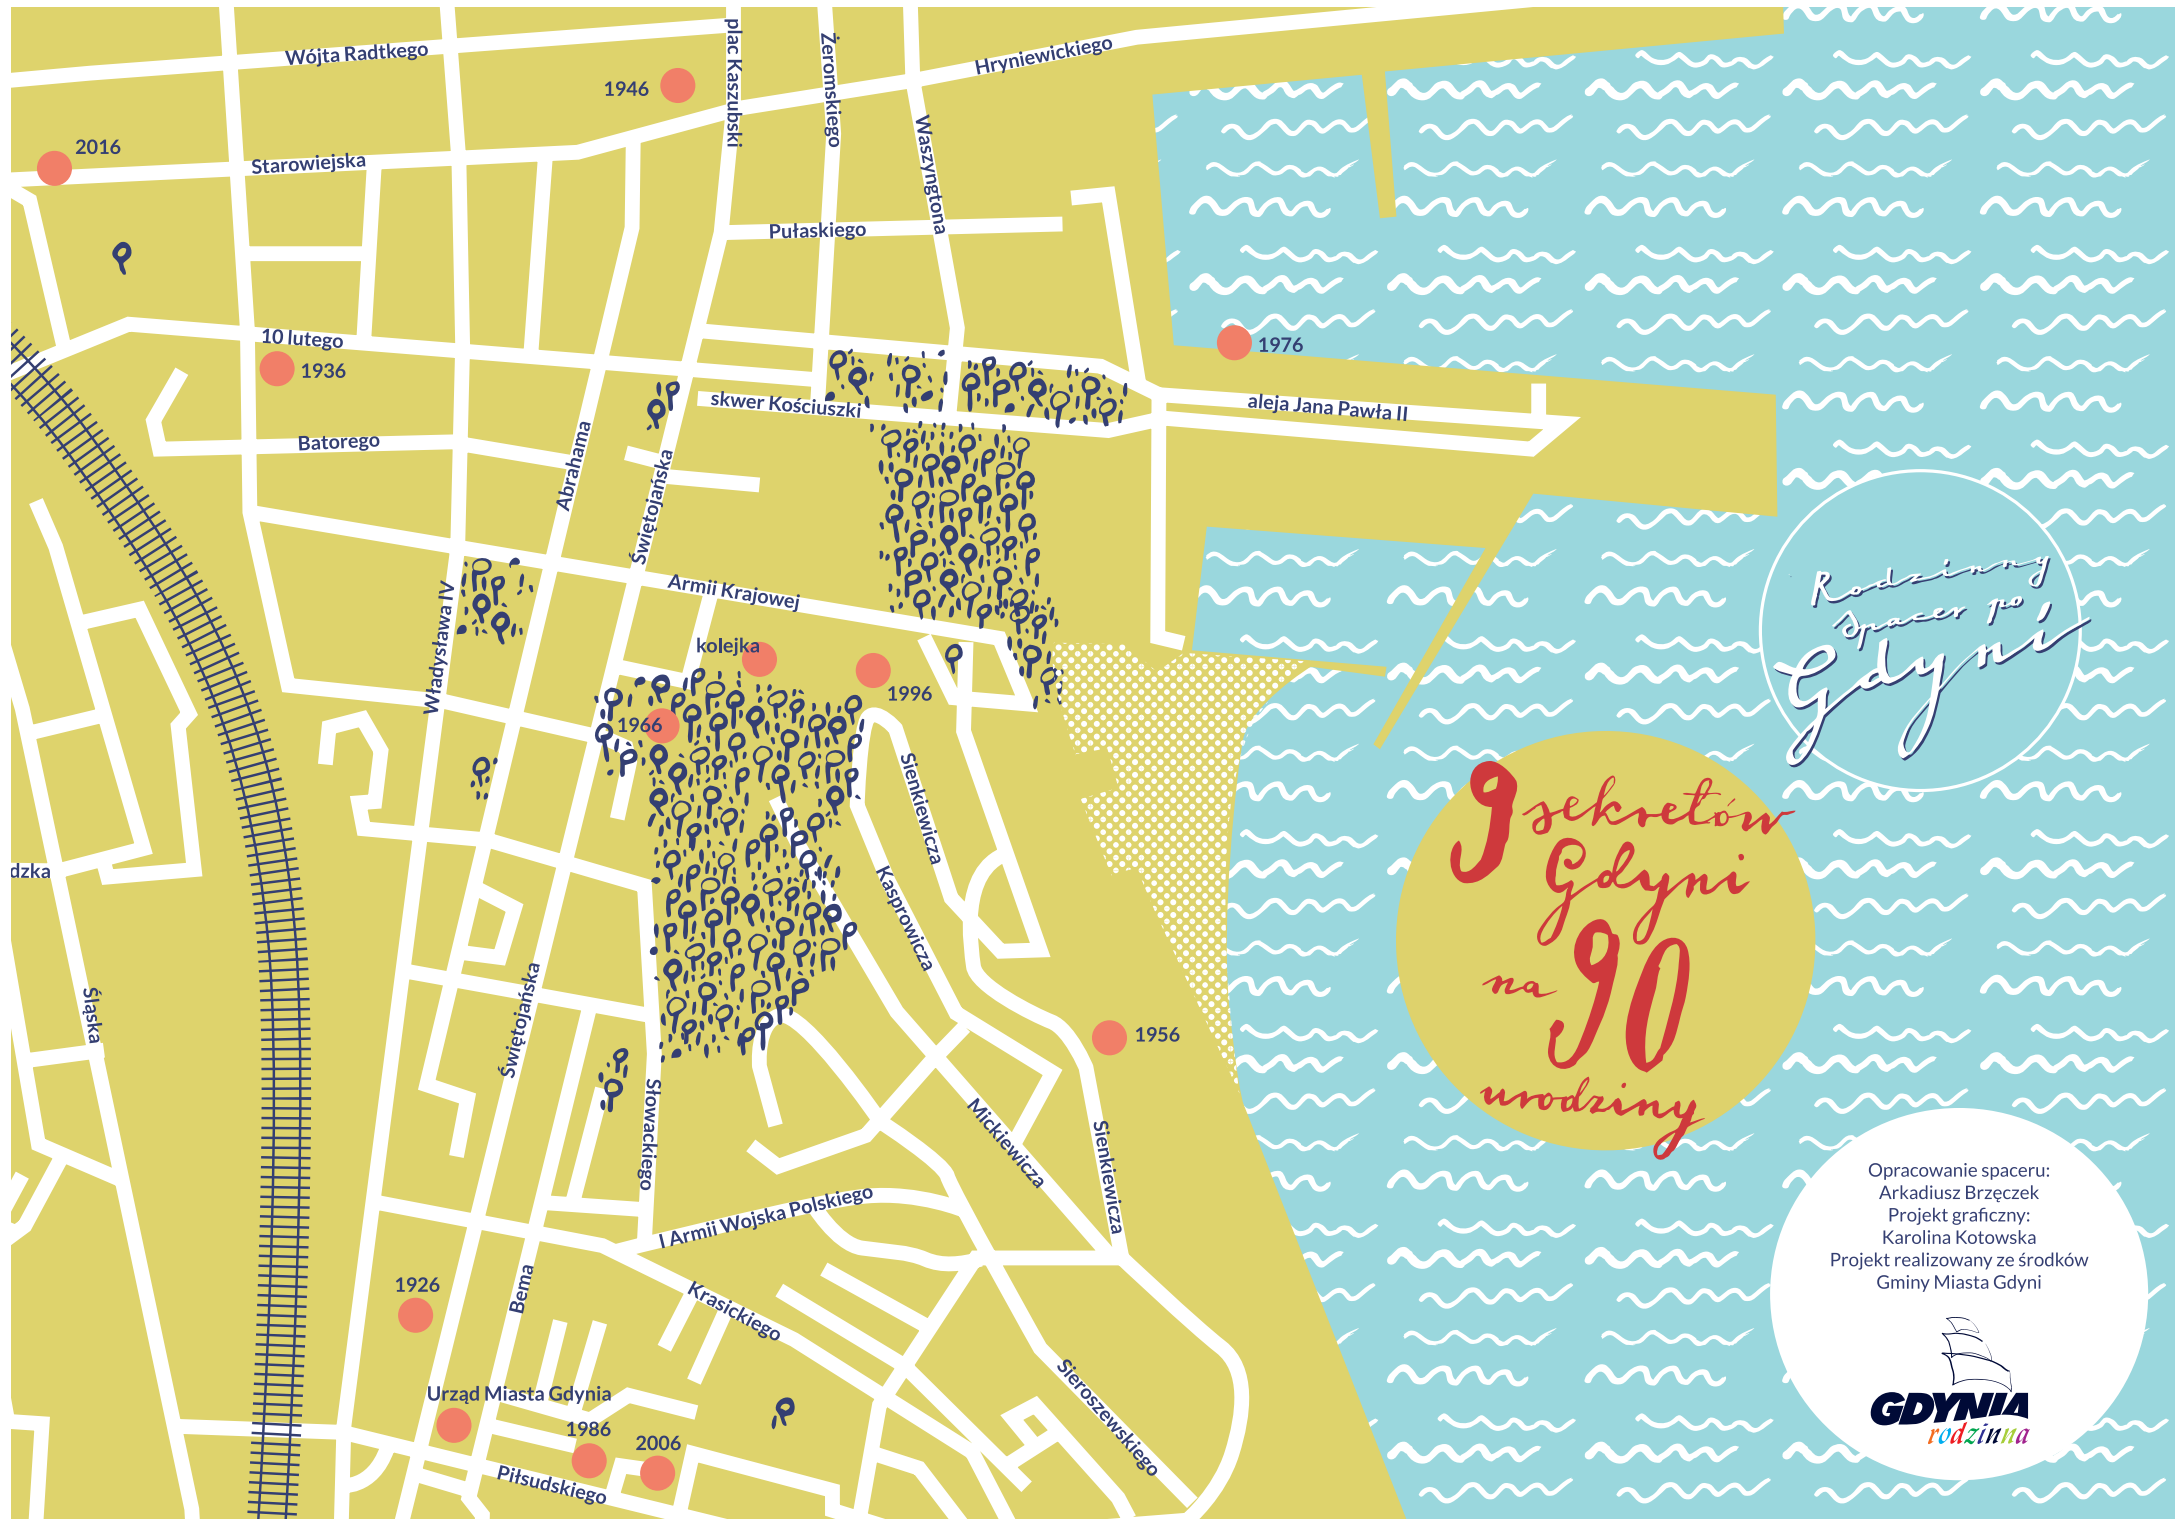 Wójta Radtkego
plac Kaszubski
Żeromskiego
Hryniewickiego
1946
2016
Starowiejska
Waszyngtona
Pułaskiego
10 lutego
1936
1976
skwer Kościuszki
aleja Jana Pawła II
Batorego
Abrahama
Świętojańska
Armii Krajowej
Władysława IV
kolejka
1996
1966
Rodzinny
spacer po
Gdyni
9 sekretów
Gdyni
na 90
urodziny
Sienkiewicza
Kasprowicza
dzka
Śląska
Świętojańska
1956
Słowackiego
Mickiewicza
Sienkiewicza
I Armii Wojska Polskiego
1926
Bema
Krasickiego
Sieroszewskiego
Urząd Miasta Gdynia
1986
2006
Piłsudskiego
Opracowanie spaceru:
Arkadiusz Brzęczek
Projekt graficzny:
Karolina Kotowska
Projekt realizowany ze środków
Gminy Miasta Gdyni
GDYNIA
rodzinna